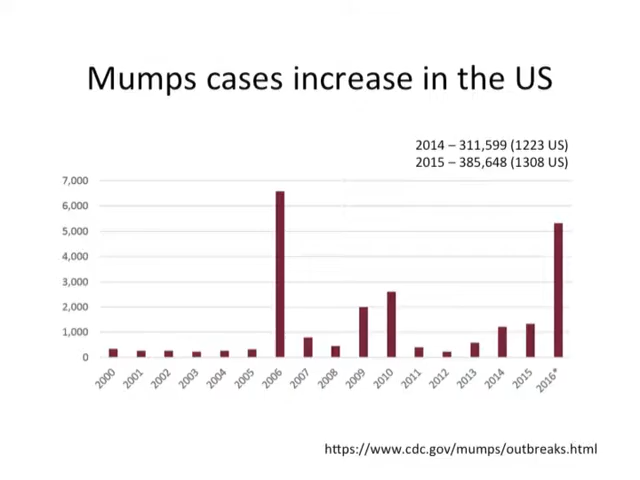 Mumps cases increase in the US
2014 – 311,599 (1223 US)
2015 – 385,648 (1308 US)
7,000
6,000
5,000
4,000
3,000
2,000
1,000
0
2000 2001 2002 2003 2004 2005 2006 2007 2008 2009 2010 2011 2012 2013 2014 2015 2016*
https://www.cdc.gov/mumps/outbreaks.html